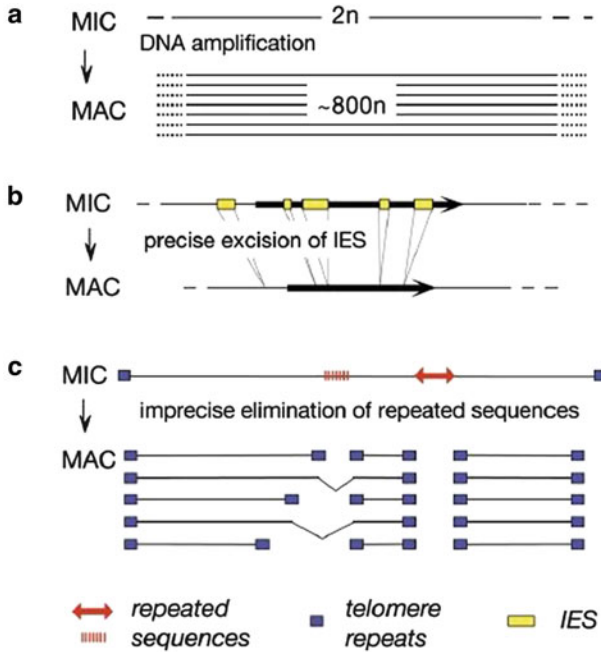 a
MIC
2n
DNA amplification
MAC
~800n
b
MIC
precise excision of IES
MAC
c
MIC
imprecise elimination of repeated sequences
MAC
repeated
sequences
telomere
repeats
IES